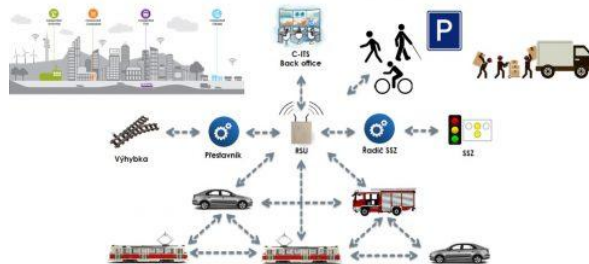 C-ITS
Back office
P
Výhybka
Přestavník
RSU
Řadič SSZ
SSZ